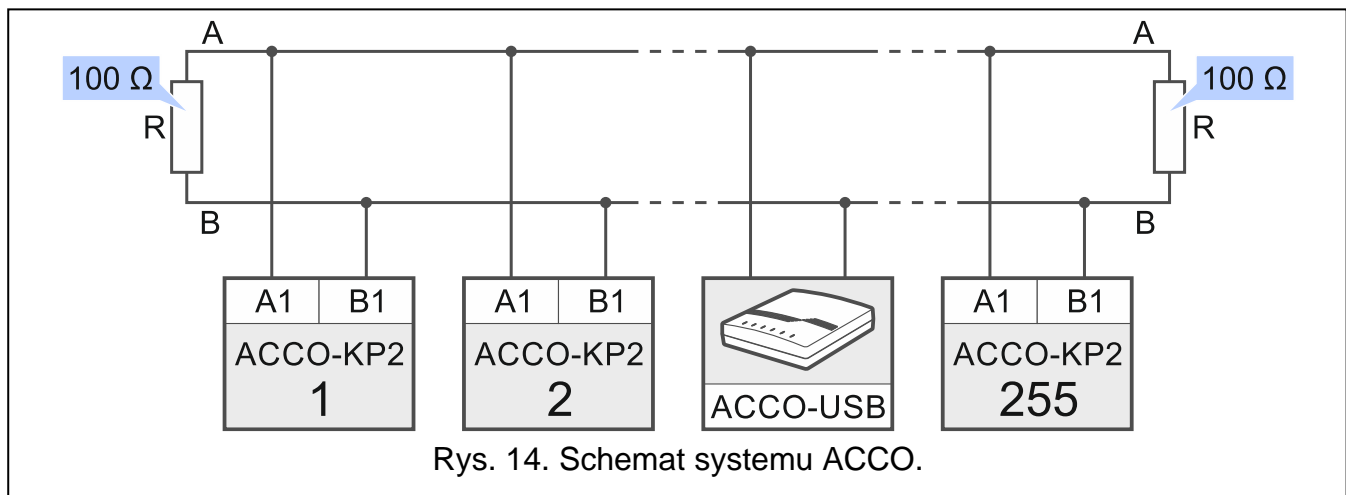 A A
100 Ω 100 Ω
R R
B B
A1 B1 A1 B1 A1 B1
ACCO-KP2 ACCO-KP2 ACCO-KP2
1 2 ACCO-USB 255
Rys. 14. Schemat systemu ACCO.